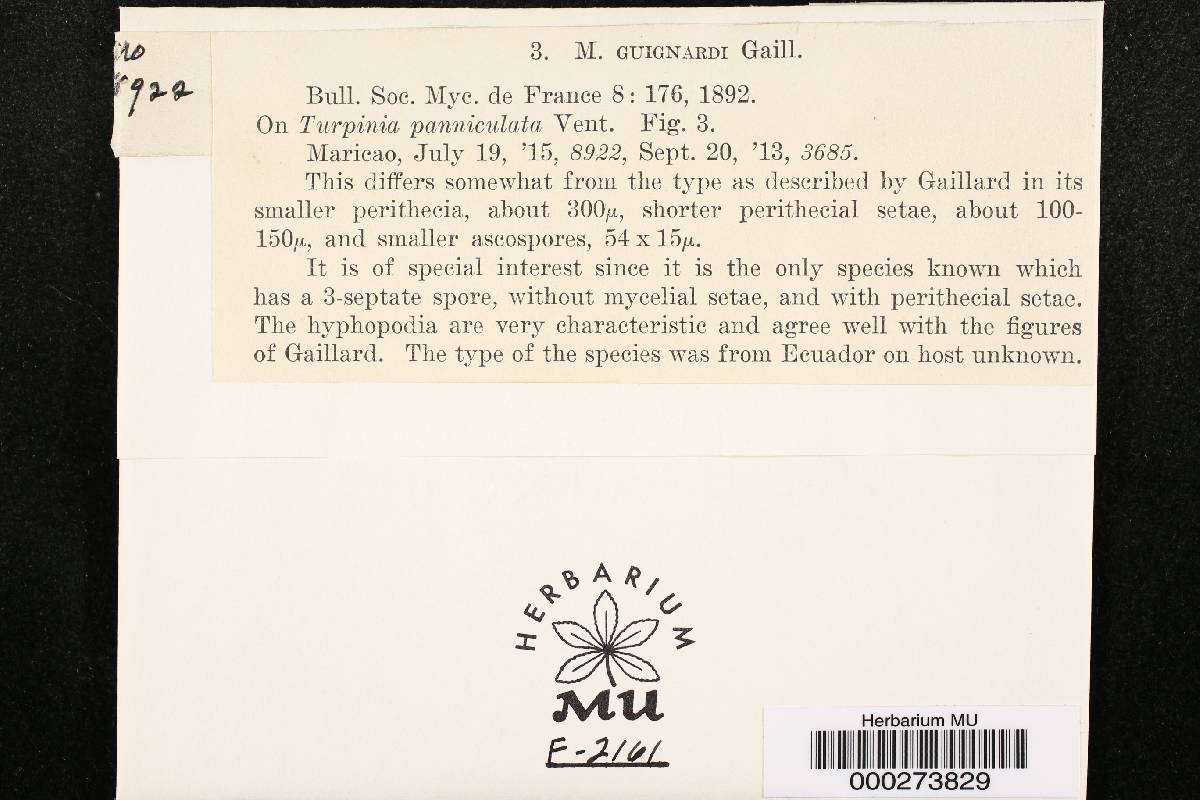 3. M. GUIGNARDI Gaill.
Bull. Soc. Myc. de France 8: 176, 1892.
On Turpinia panniculata Vent. Fig. 3.
Maricao, July 19, '15, 8922, Sept. 20, '13, 3685.
This differs somewhat from the type as described by Gaillard in its
smaller perithecia, about 300µ, shorter perithecial setae, about 100-
150µ, and smaller ascospores, 54 x 15µ.
It is of special interest since it is the only species known which
has a 3-septate spore, without mycelial setae, and with perithecial setae.
The hyphopodia are very characteristic and agree well with the figures
of Gaillard. The type of the species was from Ecuador on host unknown.
8922
HERBARIUM
MU
F-2161
Herbarium MU
000273829